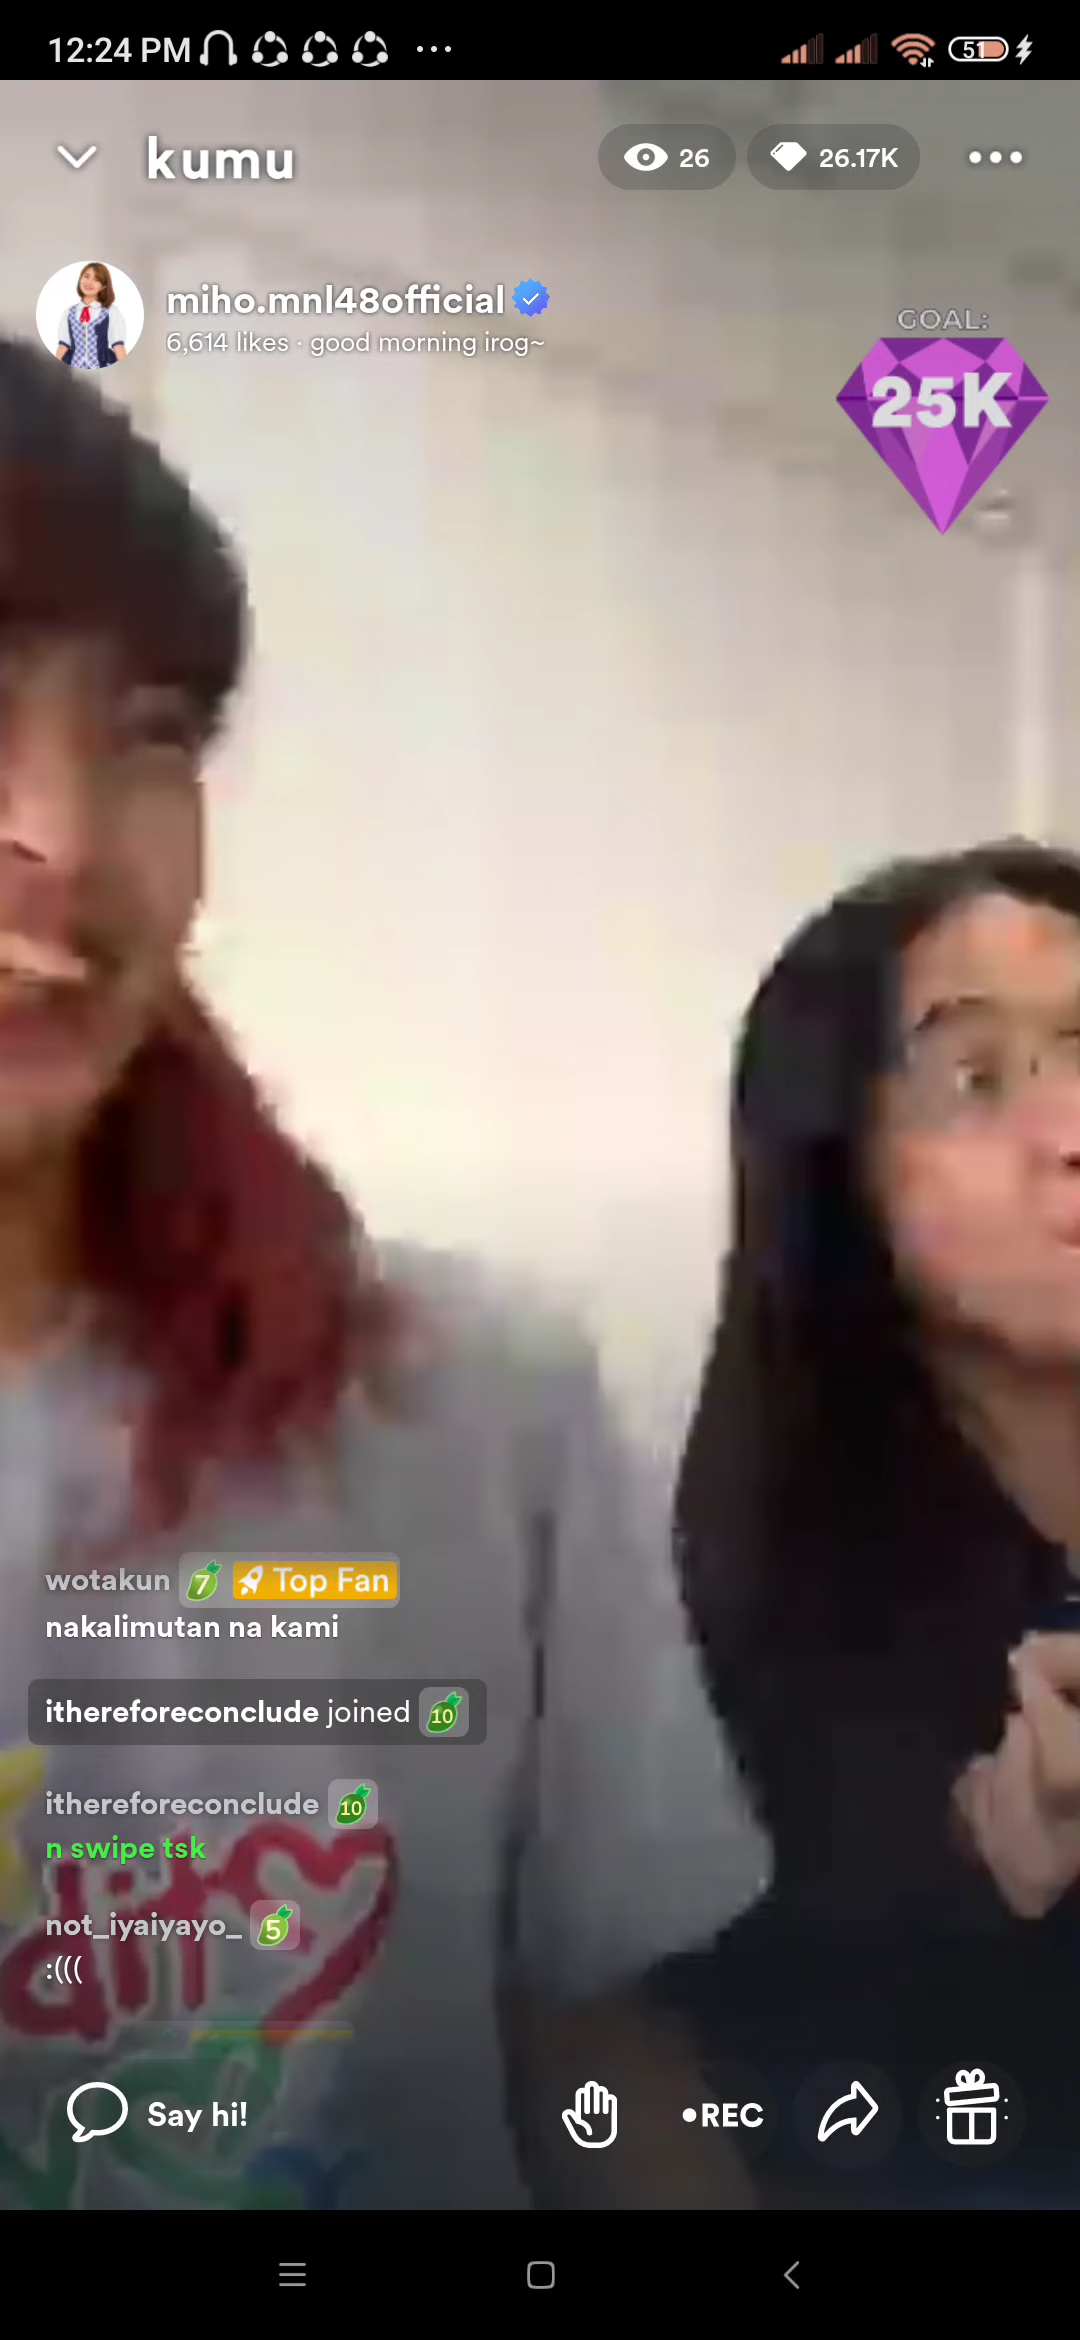 12:24 PM
51
kumu
26
26.17K
miho.mnl48official
6,614 likes · good morning irog~
GOAL:
25K
wotakun 7 Top Fan
nakalimutan na kami
ithereforeconclude joined 10
ithereforeconclude 10
n swipe tsk
not_iyaiyayo_ 5
:(((
Say hi!
•REC